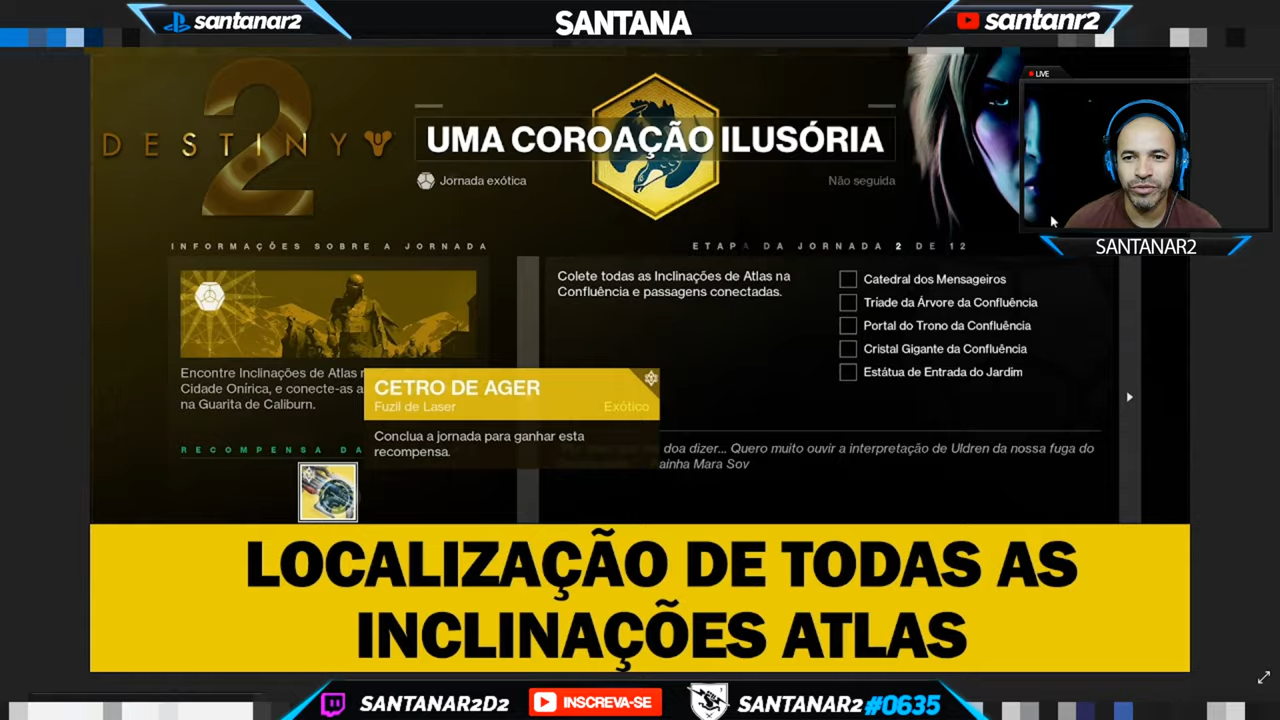 santanar2
SANTANA
santanr2
LIVE
DESTINY
2
UMA COROAÇÃO ILUSÓRIA
Jornada exótica
Não seguida
SANTANAR2
INFORMAÇÕES SOBRE A JORNADA
ETAPA DA JORNADA 2 DE 12
Colete todas as Inclinações de Atlas na
Confluência e passagens conectadas.
Catedral dos Mensageiros
Tríade da Árvore da Confluência
Portal do Trono da Confluência
Cristal Gigante da Confluência
Estátua de Entrada do Jardim
Encontre Inclinações de Atlas
Cidade Onírica, e conecte-as a
na Guarita de Caliburn.
CETRO DE AGER
Fuzil de Laser
Exótico
Conclua a jornada para ganhar esta
recompensa.
RECOMPENSA DA
doa dizer... Quero muito ouvir a interpretação de Uldren da nossa fuga do
ainha Mara Sov
LOCALIZAÇÃO DE TODAS AS
INCLINAÇÕES ATLAS
SANTANAR2D2
INSCREVA-SE
SANTANAR2 #0635